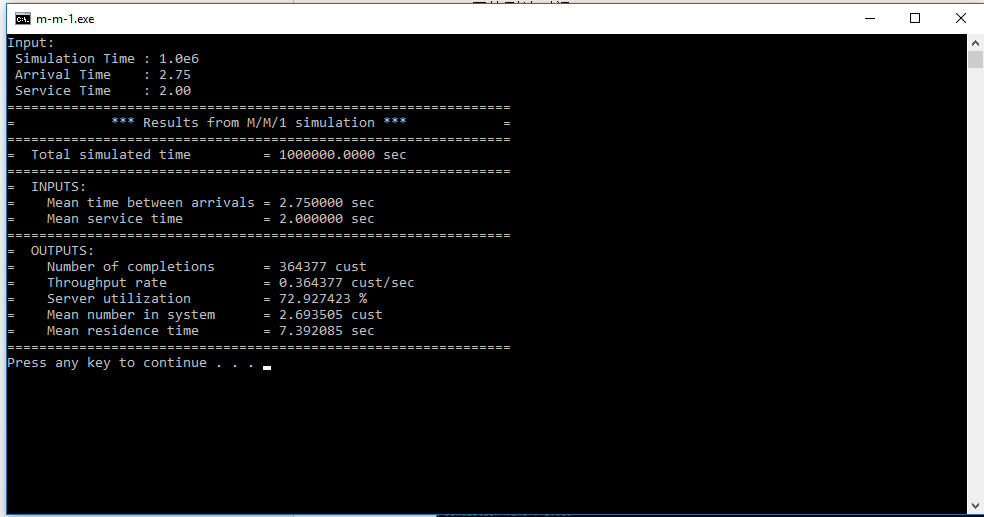 m-m-1.exe
Input:
 Simulation Time : 1.0e6
 Arrival Time    : 2.75
 Service Time    : 2.00
===============================================================
=            *** Results from M/M/1 simulation ***            =
===============================================================
=  Total simulated time         = 1000000.0000 sec
===============================================================
=  INPUTS:
=    Mean time between arrivals = 2.750000 sec
=    Mean service time          = 2.000000 sec
===============================================================
=  OUTPUTS:
=    Number of completions      = 364377 cust
=    Throughput rate            = 0.364377 cust/sec
=    Server utilization         = 72.927423 %
=    Mean number in system      = 2.693505 cust
=    Mean residence time        = 7.392085 sec
===============================================================
Press any key to continue . . .